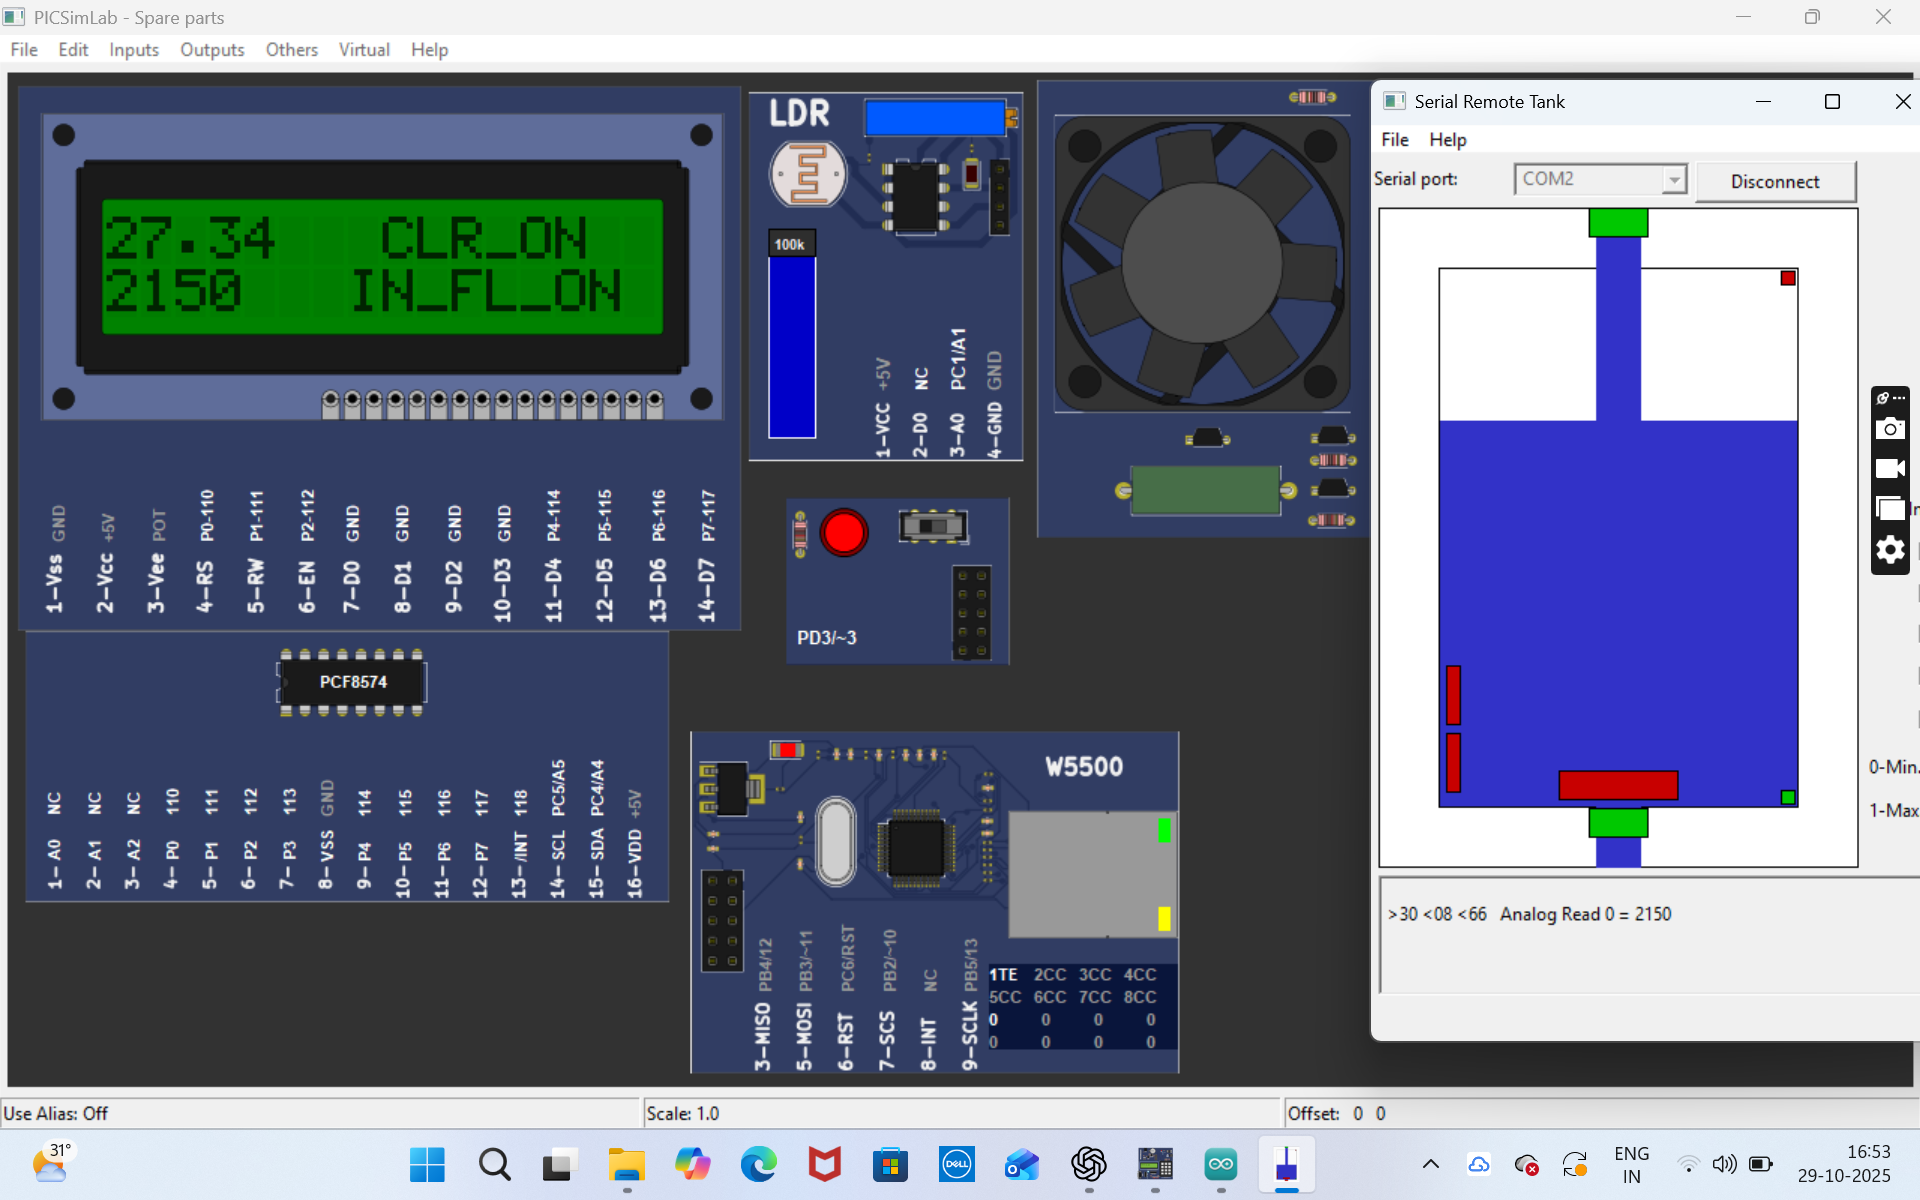 PICSimLab - Spare parts
File Edit Inputs Outputs Others Virtual Help
27.34 CLR_ON
2150 IN_FL_ON
1-Vss GND
2-Vcc +5V
3-Vee POT
4-RS P0-110
5-RW P1-111
6-EN P2-112
7-D0 GND
8-D1 GND
9-D2 GND
10-D3 GND
11-D4 P4-114
12-D5 P5-115
13-D6 P6-116
14-D7 P7-117
PCF8574
1- A0 NC
2- A1 NC
3- A2 NC
4- P0 110
5- P1 111
6- P2 112
7- P3 113
8- VSS GND
9- P4 114
10- P5 115
11- P6 116
12- P7 117
13- /INT 118
14- SCL PC5/A5
15- SDA PC4/A4
16-VDD +5V
LDR
100k
1-VCC +5V
2-D0 NC
3-A0 PC1/A1
4-GND GND
PD3/~3
W5500
3-MISO PB4/12
5-MOSI PB3/~11
6-RST PC6/RST
7-SCS PB2/~10
8-INT NC
9-SCLK PB5/13
1TE 2CC 3CC 4CC
5CC 6CC 7CC 8CC
0 0 0 0
0 0 0 0
Serial Remote Tank
File Help
Serial port: COM2 Disconnect
0-Min.
1-Max
>30 <08 <66 Analog Read 0 = 2150
Use Alias: Off
Scale: 1.0
Offset: 0 0
31°
DELL
ENG
IN
16:53
29-10-2025